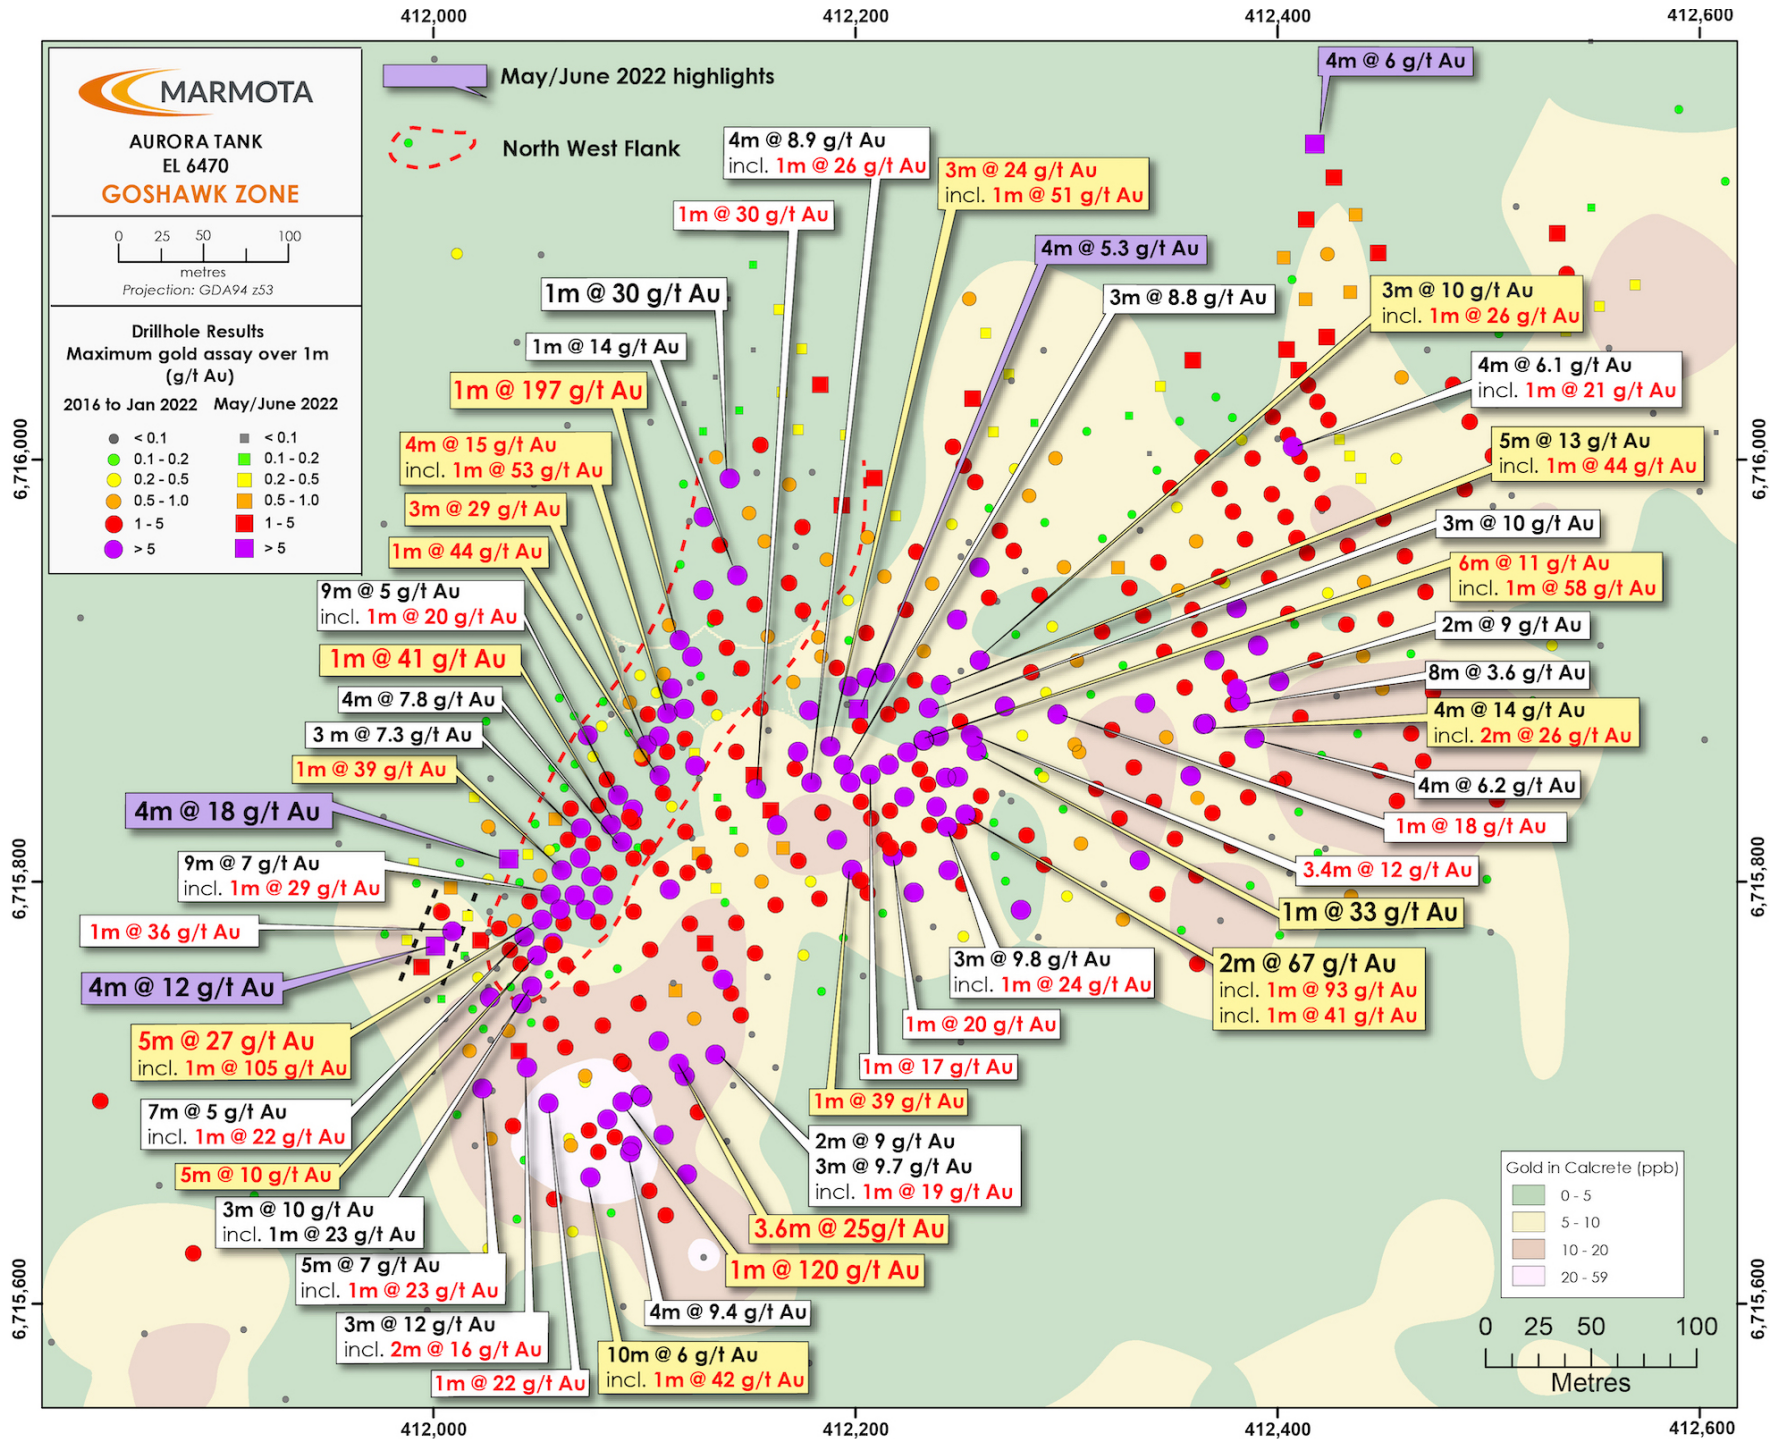 412,000
412,200
412,400
412,600
MARMOTA
AURORA TANK
EL 6470
GOSHAWK ZONE
0 25 50 100
metres
Projection: GDA94 z53
Drillhole Results
Maximum gold assay over 1m
(g/t Au)
2016 to Jan 2022 May/June 2022
< 0.1 < 0.1
0.1 - 0.2 0.1 - 0.2
0.2 - 0.5 0.2 - 0.5
0.5 - 1.0 0.5 - 1.0
1 - 5 1 - 5
> 5 > 5
May/June 2022 highlights
North West Flank
4m @ 6 g/t Au
4m @ 8.9 g/t Au
incl. 1m @ 26 g/t Au
3m @ 24 g/t Au
incl. 1m @ 51 g/t Au
1m @ 30 g/t Au
4m @ 5.3 g/t Au
1m @ 30 g/t Au
3m @ 8.8 g/t Au
3m @ 10 g/t Au
incl. 1m @ 26 g/t Au
1m @ 14 g/t Au
4m @ 6.1 g/t Au
incl. 1m @ 21 g/t Au
1m @ 197 g/t Au
4m @ 15 g/t Au
incl. 1m @ 53 g/t Au
5m @ 13 g/t Au
incl. 1m @ 44 g/t Au
6,716,000
6,716,000
3m @ 29 g/t Au
3m @ 10 g/t Au
1m @ 44 g/t Au
6m @ 11 g/t Au
incl. 1m @ 58 g/t Au
9m @ 5 g/t Au
incl. 1m @ 20 g/t Au
2m @ 9 g/t Au
1m @ 41 g/t Au
8m @ 3.6 g/t Au
4m @ 7.8 g/t Au
4m @ 14 g/t Au
incl. 2m @ 26 g/t Au
3 m @ 7.3 g/t Au
1m @ 39 g/t Au
4m @ 6.2 g/t Au
4m @ 18 g/t Au
1m @ 18 g/t Au
9m @ 7 g/t Au
incl. 1m @ 29 g/t Au
3.4m @ 12 g/t Au
6,715,800
6,715,800
1m @ 33 g/t Au
1m @ 36 g/t Au
3m @ 9.8 g/t Au
incl. 1m @ 24 g/t Au
2m @ 67 g/t Au
incl. 1m @ 93 g/t Au
incl. 1m @ 41 g/t Au
4m @ 12 g/t Au
1m @ 20 g/t Au
5m @ 27 g/t Au
incl. 1m @ 105 g/t Au
1m @ 17 g/t Au
1m @ 39 g/t Au
7m @ 5 g/t Au
incl. 1m @ 22 g/t Au
2m @ 9 g/t Au
3m @ 9.7 g/t Au
incl. 1m @ 19 g/t Au
5m @ 10 g/t Au
3m @ 10 g/t Au
incl. 1m @ 23 g/t Au
3.6m @ 25g/t Au
5m @ 7 g/t Au
incl. 1m @ 23 g/t Au
1m @ 120 g/t Au
4m @ 9.4 g/t Au
3m @ 12 g/t Au
incl. 2m @ 16 g/t Au
10m @ 6 g/t Au
incl. 1m @ 42 g/t Au
1m @ 22 g/t Au
Gold in Calcrete (ppb)
0 - 5
5 - 10
10 - 20
20 - 59
6,715,600
6,715,600
0 25 50 100
Metres
412,000
412,200
412,400
412,600